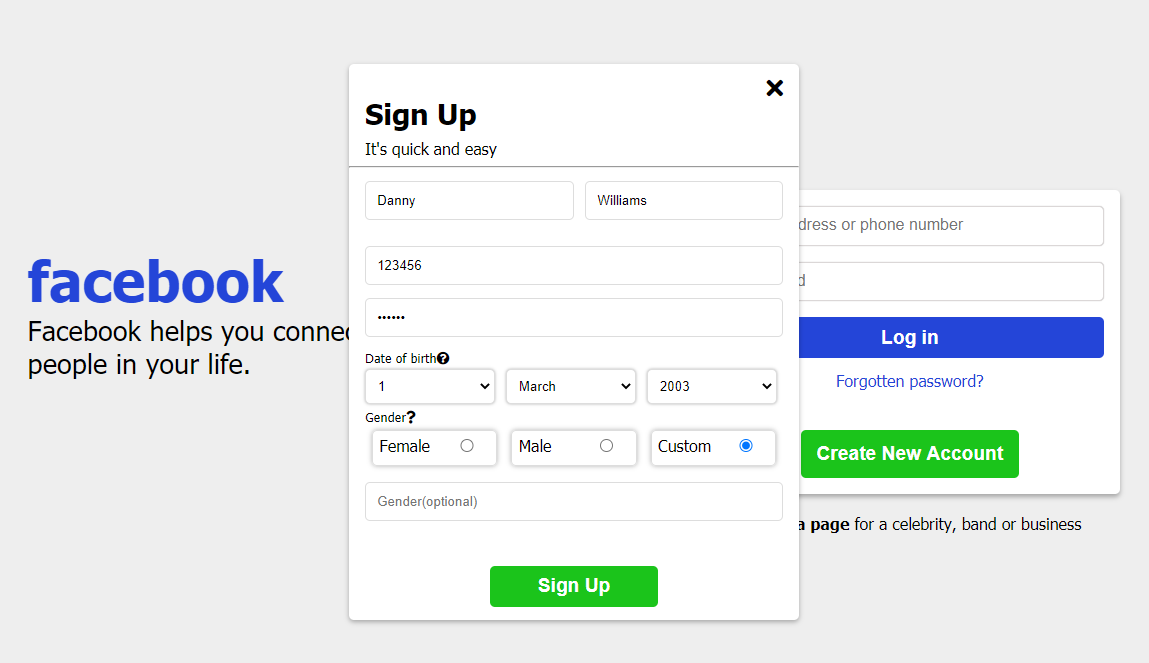 Sign Up
It's quick and easy
Danny
Williams
123456
••••••
Date of birth
1
March
2003
Gender
Female
Male
Custom
Gender(optional)
Sign Up
facebook
Facebook helps you connec
people in your life.
dress or phone number
d
Log in
Forgotten password?
Create New Account
a page for a celebrity, band or business